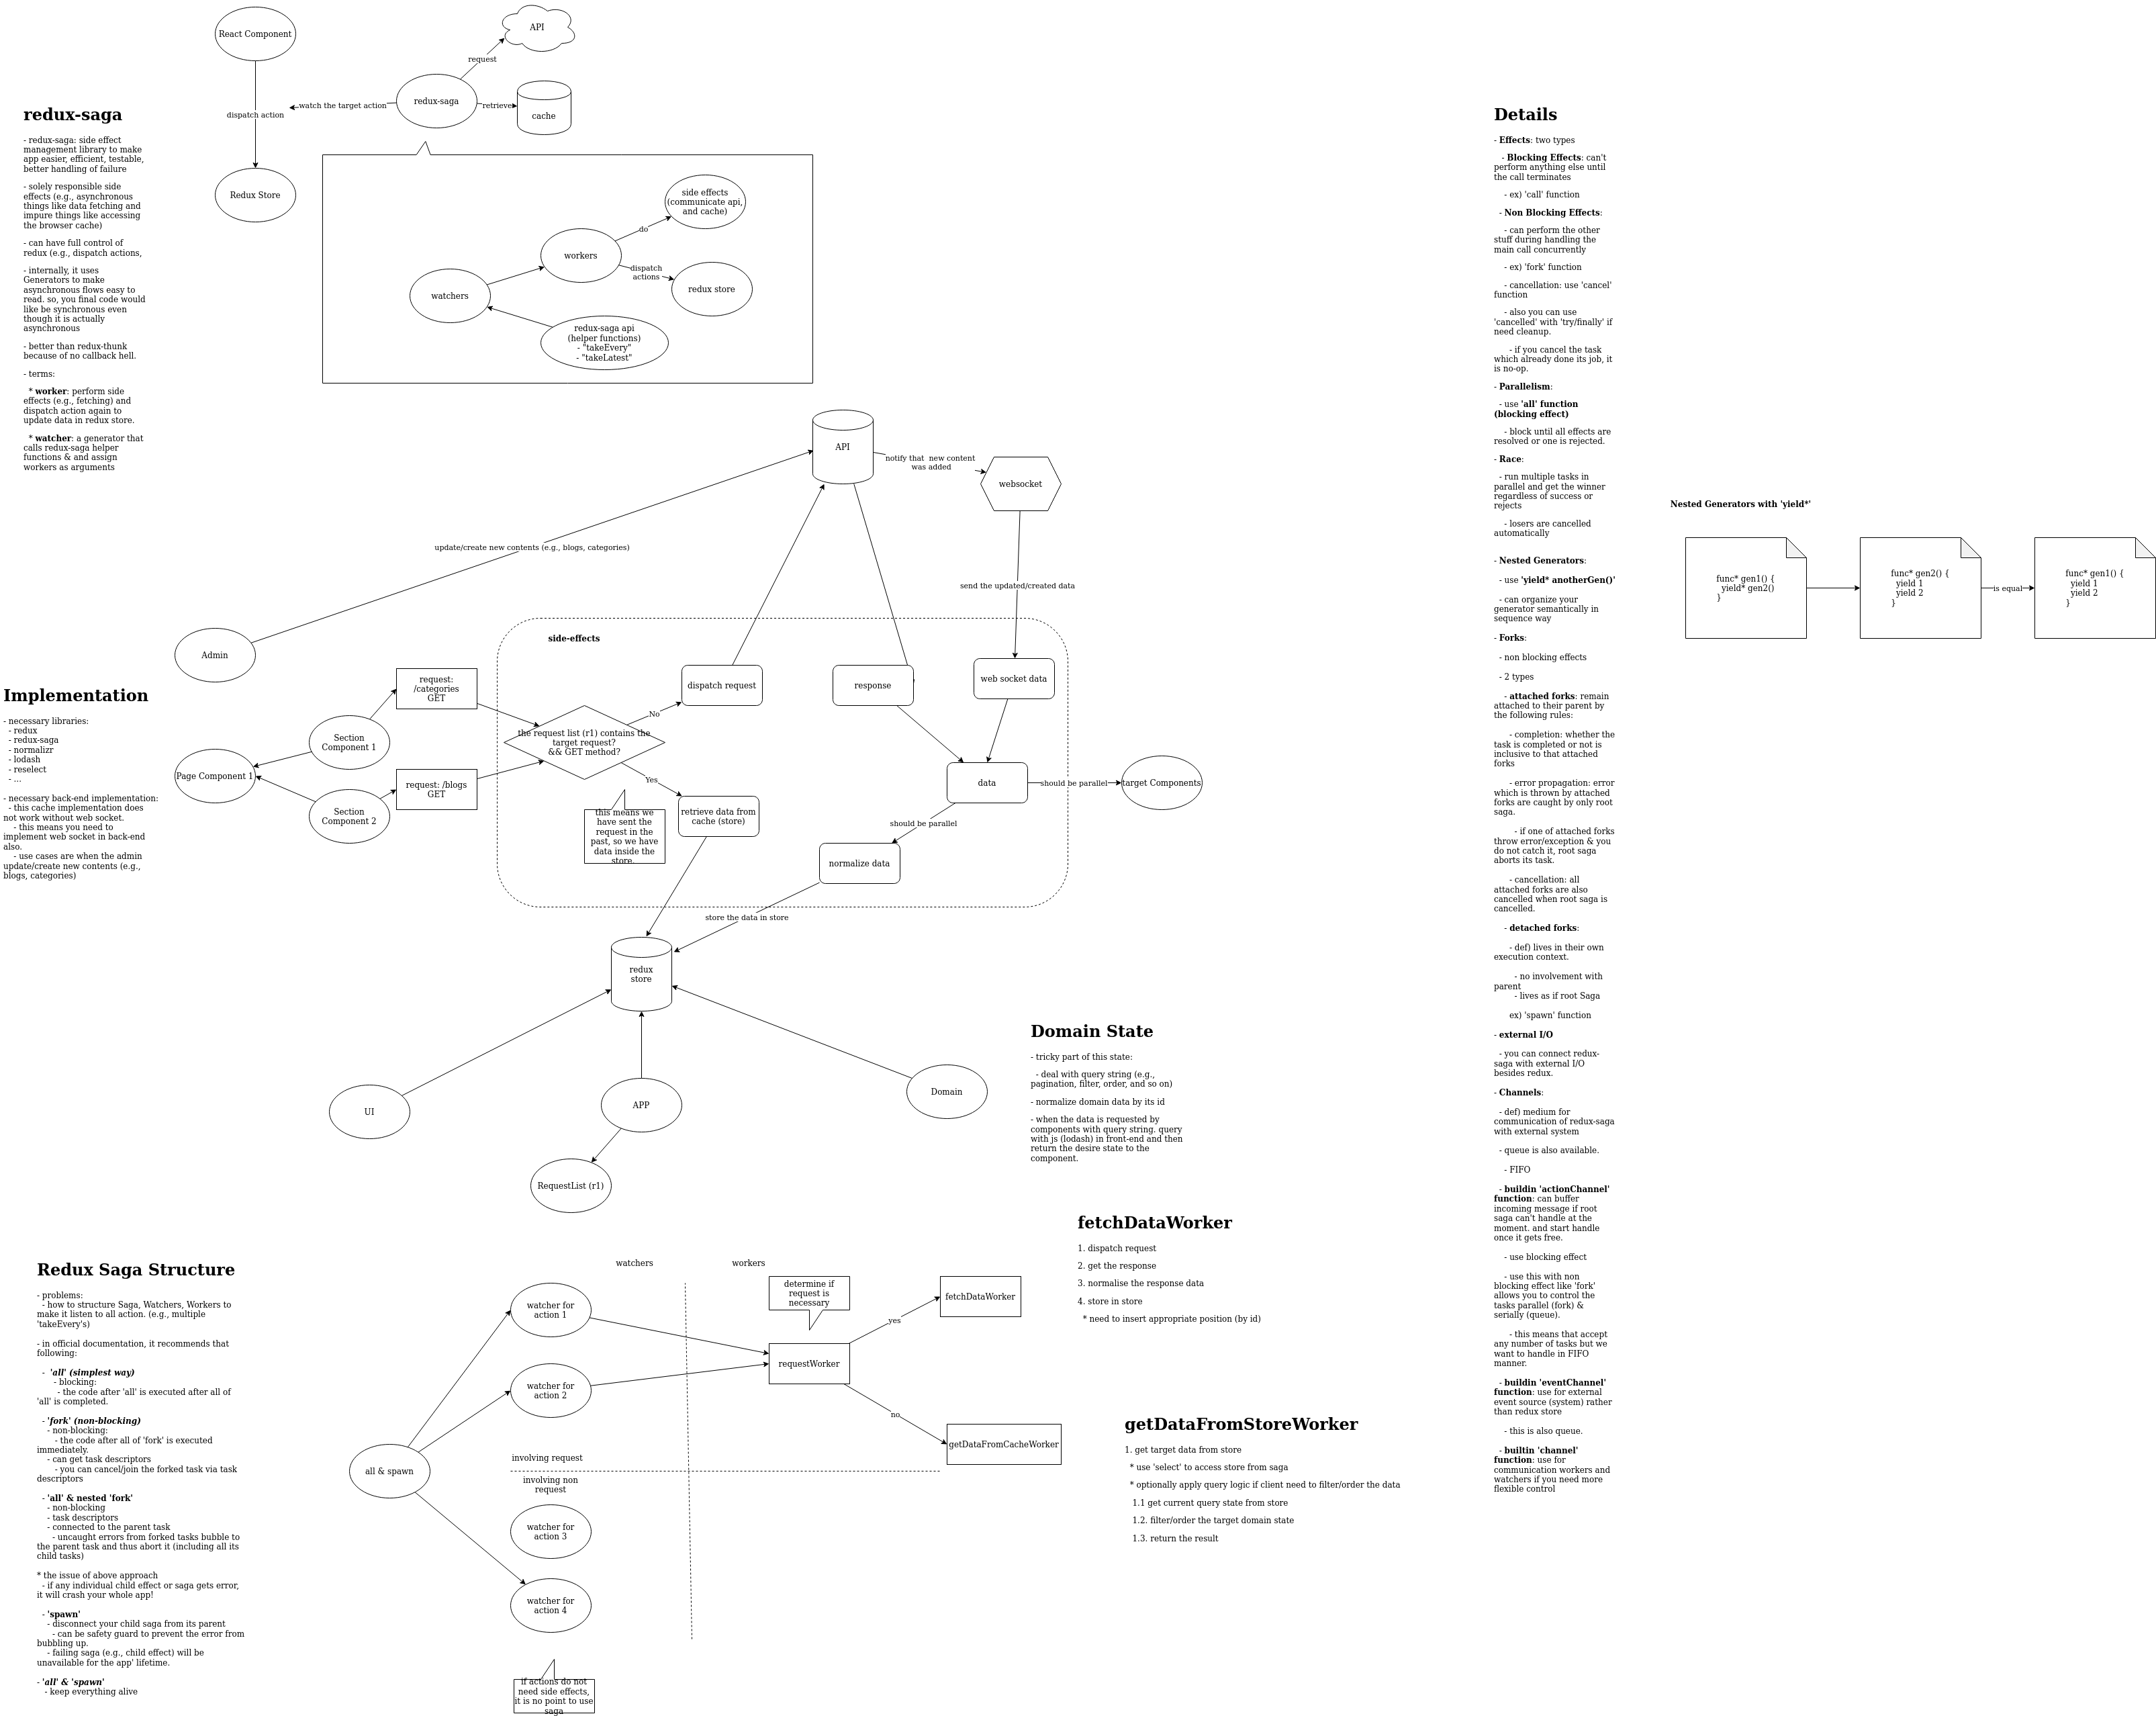 React Component
API
request
redux-saga
watch the target action
retrieve
cache
dispatch action
Redux Store
redux-saga
- redux-saga: side effect
management library to make
app easier, efficient, testable,
better handling of failure
- solely responsible side
effects (e.g., asynchronous
things like data fetching and
impure things like accessing
the browser cache)
- can have full control of
redux (e.g., dispatch actions,
- internally, it uses
Generators to make
asynchronous flows easy to
read. so, you final code would
like be synchronous even
though it is actually
asynchronous
- better than redux-thunk
because of no callback hell.
- terms:
* worker: perform side
effects (e.g., fetching) and
dispatch action again to
update data in redux store.
* watcher: a generator that
calls redux-saga helper
functions & and assign
workers as arguments
side effects
(communicate api,
and cache)
do
workers
dispatch
actions
redux store
watchers
redux-saga api
(helper functions)
- "takeEvery"
- "takeLatest"
API
notify that  new content
was added
websocket
update/create new contents (e.g., blogs, categories)
send the updated/created data
Admin
side-effects
Implementation
- necessary libraries:
- redux
- redux-saga
- normalizr
- lodash
- reselect
- ...
- necessary back-end implementation:
- this cache implementation does
not work without web socket.
- this means you need to
implement web socket in back-end
also.
- use cases are when the admin
update/create new contents (e.g.,
blogs, categories)
request:
/categories
GET
Section
Component 1
Page Component 1
Section
Component 2
request: /blogs
GET
the request list (r1) contains the
target request?
&& GET method?
No
dispatch request
Yes
this means we
have sent the
request in the
past, so we have
data inside the
store.
retrieve data from
cache (store)
response
web socket data
data
should be parallel
target Components
should be parallel
normalize data
store the data in store
redux
store
UI
APP
Domain
RequestList (r1)
Domain State
- tricky part of this state:
- deal with query string (e.g.,
pagination, filter, order, and so on)
- normalize domain data by its id
- when the data is requested by
components with query string. query
with js (lodash) in front-end and then
return the desire state to the
component.
Redux Saga Structure
- problems:
- how to structure Saga, Watchers, Workers to
make it listen to all action. (e.g., multiple
'takeEvery's)
- in official documentation, it recommends that
following:
- 'all' (simplest way)
- blocking:
- the code after 'all' is executed after all of
'all' is completed.
- 'fork' (non-blocking)
- non-blocking:
- the code after all of 'fork' is executed
immediately.
- can get task descriptors
- you can cancel/join the forked task via task
descriptors
- 'all' & nested 'fork'
- non-blocking
- task descriptors
- connected to the parent task
- uncaught errors from forked tasks bubble to
the parent task and thus abort it (including all its
child tasks)
* the issue of above approach
- if any individual child effect or saga gets error,
it will crash your whole app!
- 'spawn'
- disconnect your child saga from its parent
- can be safety guard to prevent the error from
bubbling up.
- failing saga (e.g., child effect) will be
unavailable for the app' lifetime.
- 'all' & 'spawn'
- keep everything alive
watchers
workers
watcher for
action 1
watcher for
action 2
all & spawn
involving request
involving non
request
watcher for
action 3
watcher for
action 4
if actions do not
need side effects,
it is no point to use
saga
determine if
request is
necessary
requestWorker
yes
fetchDataWorker
no
getDataFromCacheWorker
fetchDataWorker
1. dispatch request
2. get the response
3. normalise the response data
4. store in store
* need to insert appropriate position (by id)
getDataFromStoreWorker
1. get target data from store
* use 'select' to access store from saga
* optionally apply query logic if client need to filter/order the data
1.1 get current query state from store
1.2. filter/order the target domain state
1.3. return the result
Details
- Effects: two types
- Blocking Effects: can't
perform anything else until
the call terminates
- ex) 'call' function
- Non Blocking Effects:
- can perform the other
stuff during handling the
main call concurrently
- ex) 'fork' function
- cancellation: use 'cancel'
function
- also you can use
'cancelled' with 'try/finally' if
need cleanup.
- if you cancel the task
which already done its job, it
is no-op.
- Parallelism:
- use 'all' function
(blocking effect)
- block until all effects are
resolved or one is rejected.
- Race:
- run multiple tasks in
parallel and get the winner
regardless of success or
rejects
- losers are cancelled
automatically
- Nested Generators:
- use 'yield* anotherGen()'
- can organize your
generator semantically in
sequence way
- Forks:
- non blocking effects
- 2 types
- attached forks: remain
attached to their parent by
the following rules:
- completion: whether the
task is completed or not is
inclusive to that attached
forks
- error propagation: error
which is thrown by attached
forks are caught by only root
saga.
- if one of attached forks
throw error/exception & you
do not catch it, root saga
aborts its task.
- cancellation: all
attached forks are also
cancelled when root saga is
cancelled.
- detached forks:
- def) lives in their own
execution context.
- no involvement with
parent
- lives as if root Saga
ex) 'spawn' function
- external I/O
- you can connect redux-
saga with external I/O
besides redux.
- Channels:
- def) medium for
communication of redux-saga
with external system
- queue is also available.
- FIFO
- buildin 'actionChannel'
function: can buffer
incoming message if root
saga can't handle at the
moment. and start handle
once it gets free.
- use blocking effect
- use this with non
blocking effect like 'fork'
allows you to control the
tasks parallel (fork) &
serially (queue).
- this means that accept
any number of tasks but we
want to handle in FIFO
manner.
- buildin 'eventChannel'
function: use for external
event source (system) rather
than redux store
- this is also queue.
- builtin 'channel'
function: use for
communication workers and
watchers if you need more
flexible control
Nested Generators with 'yield*'
func* gen1() {
yield* gen2()
}
func* gen2() {
yield 1
yield 2
}
is equal
func* gen1() {
yield 1
yield 2
}